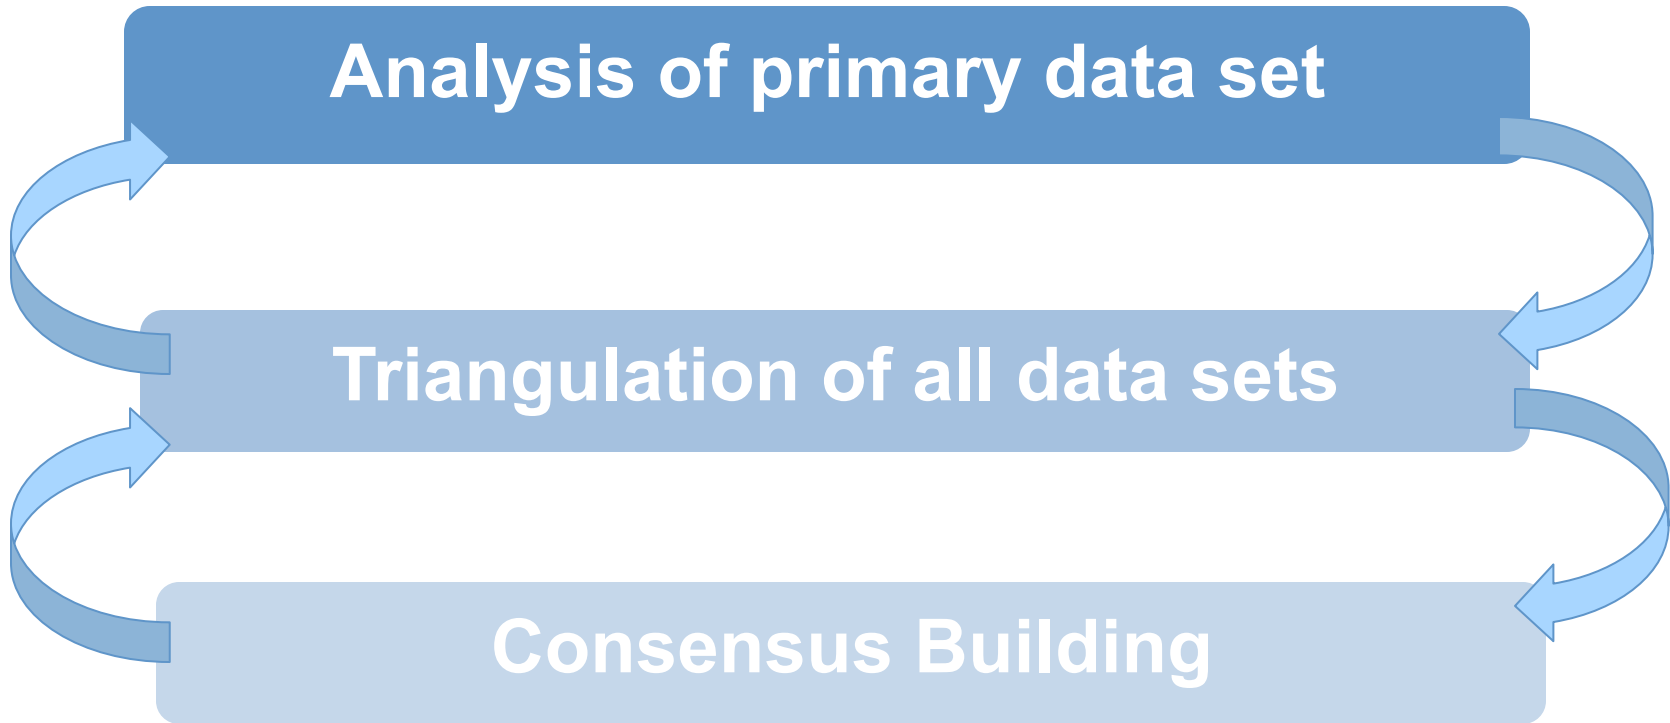 Analysis of primary data set
Triangulation of all data sets
Consensus Building